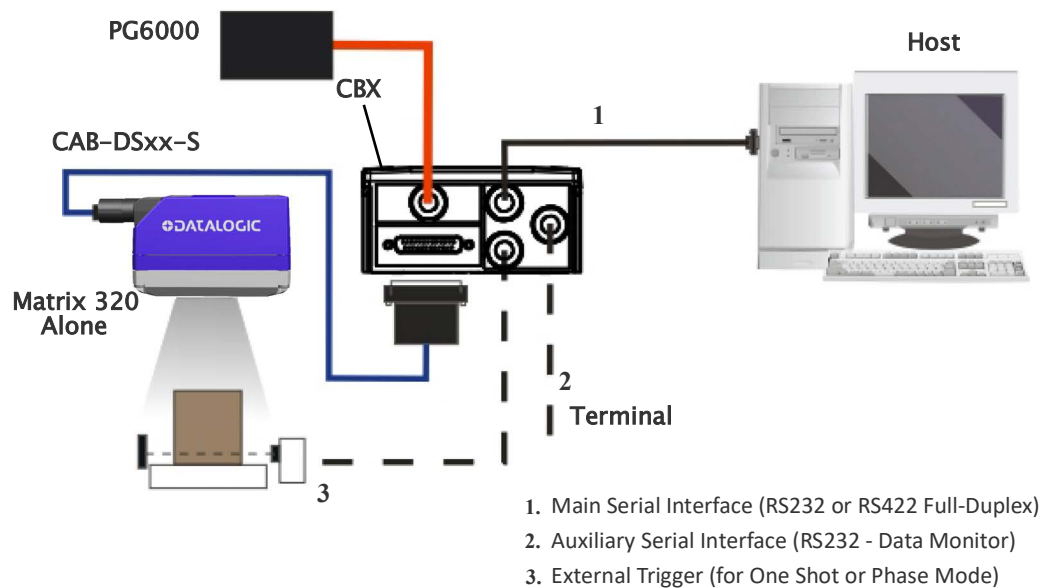 PG6000
Host
CBX
1
CAB-DSxx-S
DATALOGIC
Matrix 320
Alone
2
Terminal
3
1. Main Serial Interface (RS232 or RS422 Full-Duplex)
2. Auxiliary Serial Interface (RS232 - Data Monitor)
3. External Trigger (for One Shot or Phase Mode)